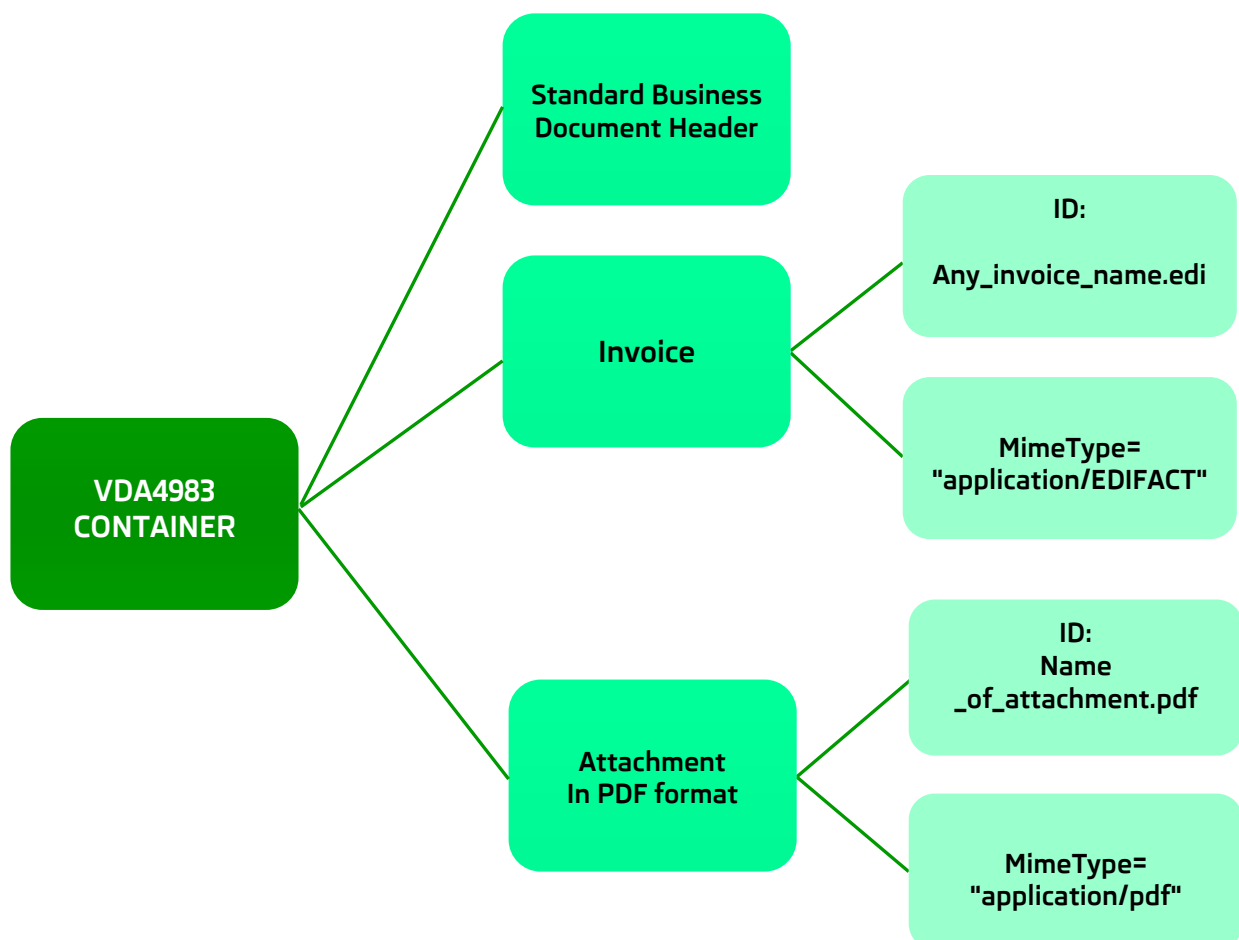 VDA4983
CONTAINER
Standard Business
Document Header
Invoice
ID:
Any_invoice_name.edi
MimeType=
"application/EDIFACT"
Attachment
In PDF format
ID:
Name
_of_attachment.pdf
MimeType=
"application/pdf"